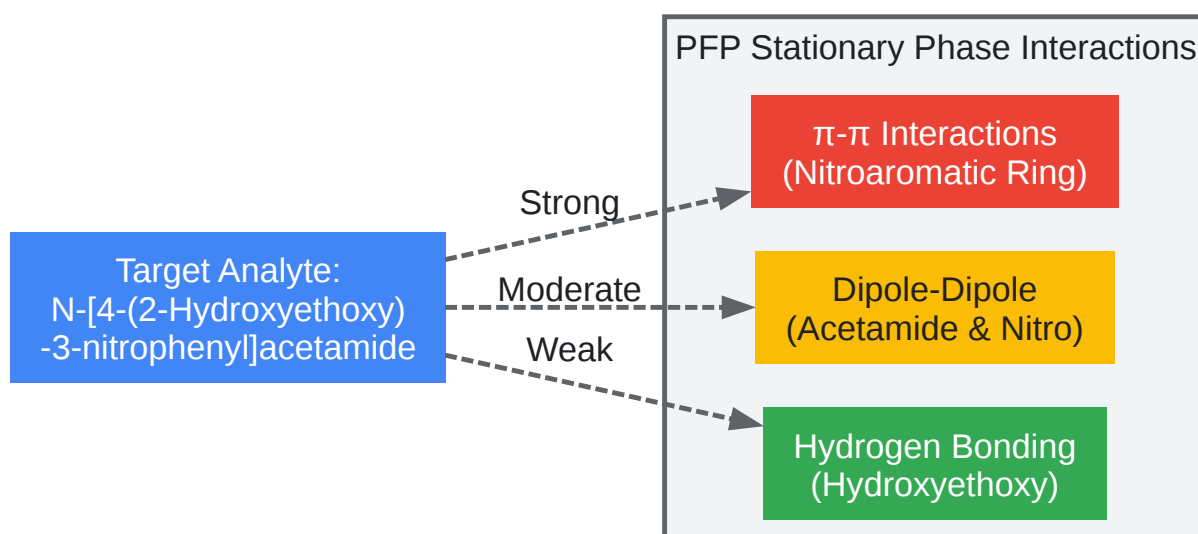 PFP Stationary Phase Interactions
π-π Interactions
(Nitroaromatic Ring)
Strong
Target Analyte:
N-[4-(2-Hydroxyethoxy)
-3-nitrophenyl]acetamide
Moderate
Dipole-Dipole
(Acetamide & Nitro)
Weak
Hydrogen Bonding
(Hydroxyethoxy)